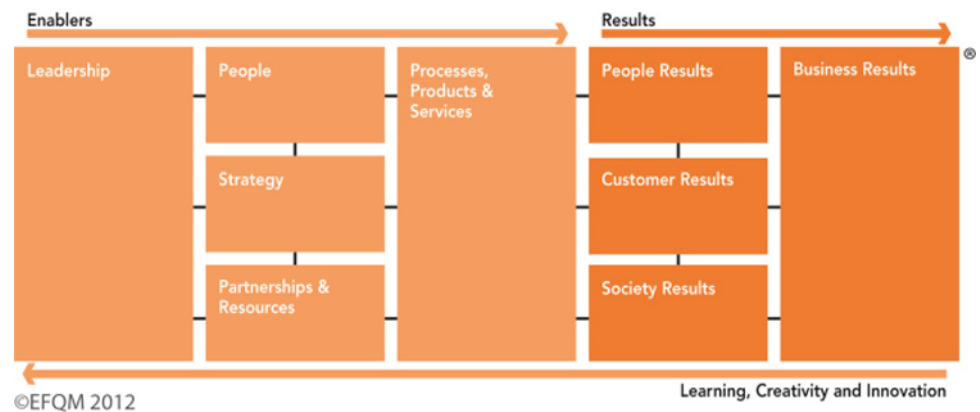 Enablers
Results
Leadership
People
Processes,
Products &
Services
People Results
Business Results
®
Strategy
Customer Results
Partnerships &
Resources
Society Results
Learning, Creativity and Innovation
©EFQM 2012